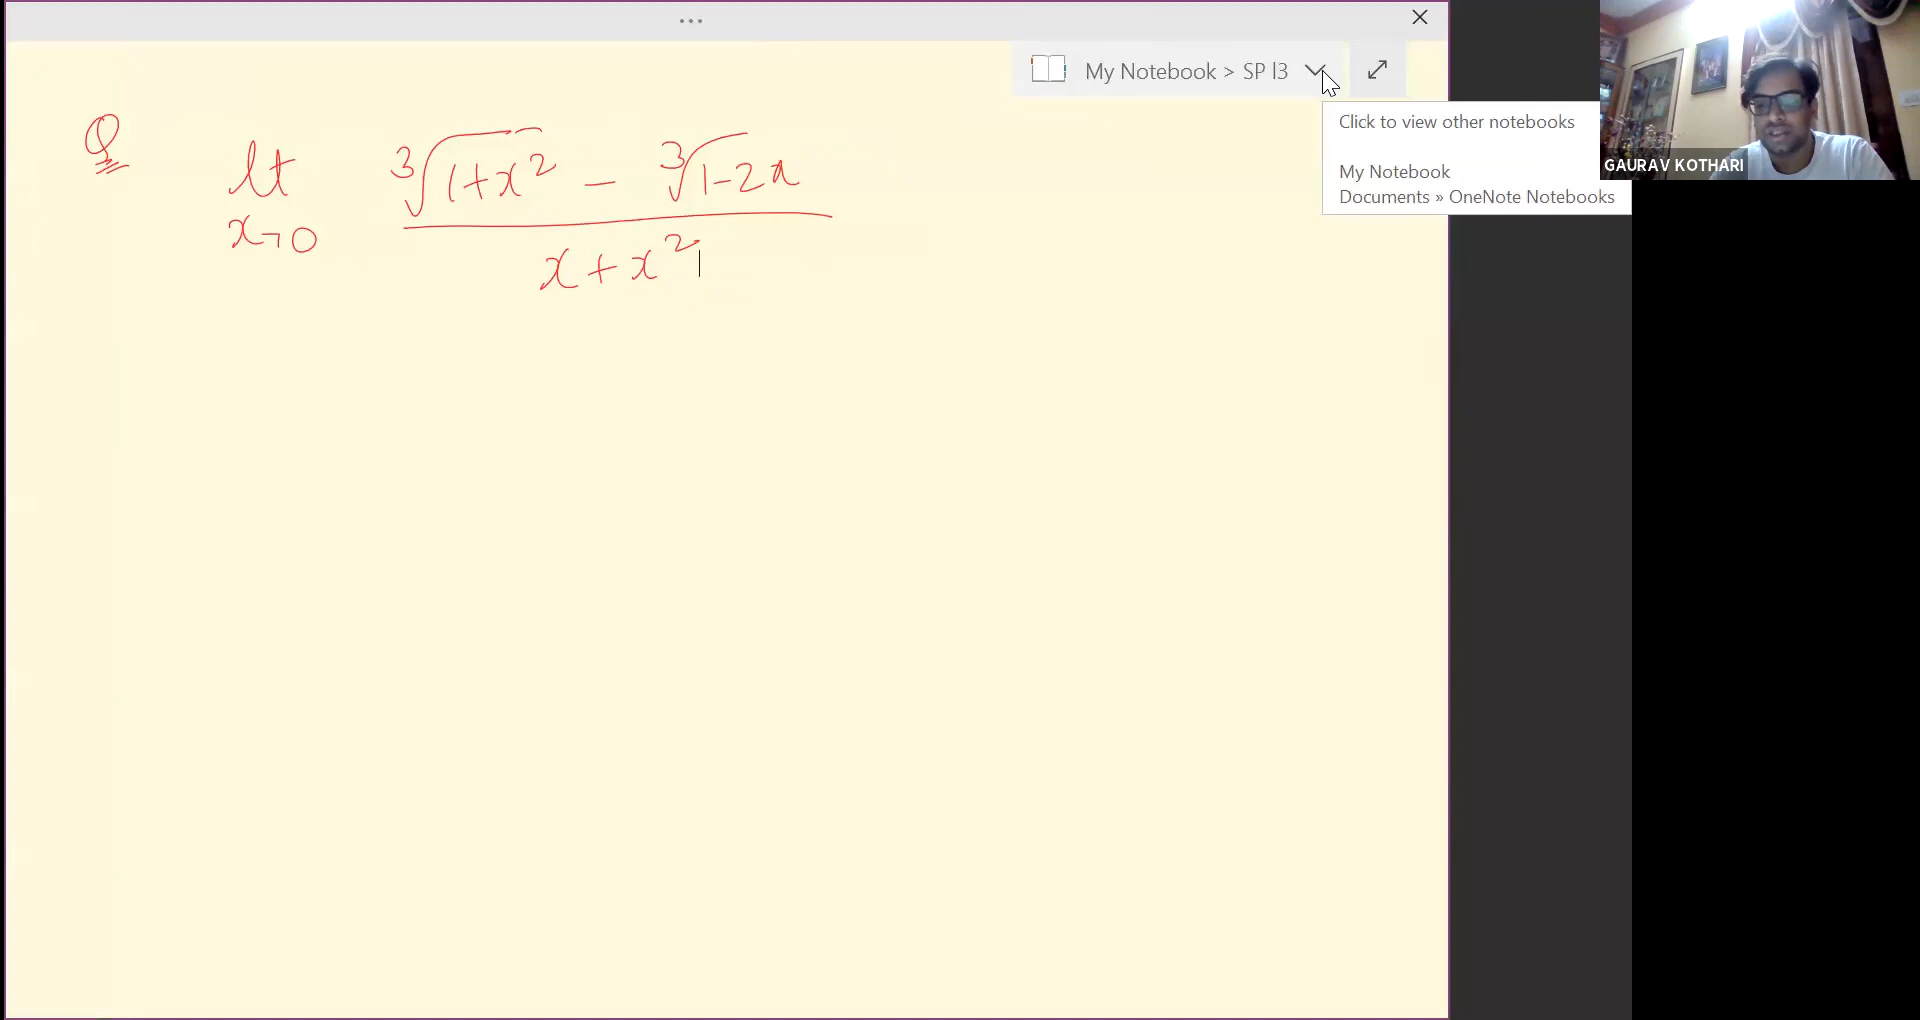 ...
My Notebook > SP l3
Click to view other notebooks
My Notebook
Documents » OneNote Notebooks
GAURAV KOTHARI
Q
lt x→0 ∛(1+x²) − ∛(1-2x) / x + x²